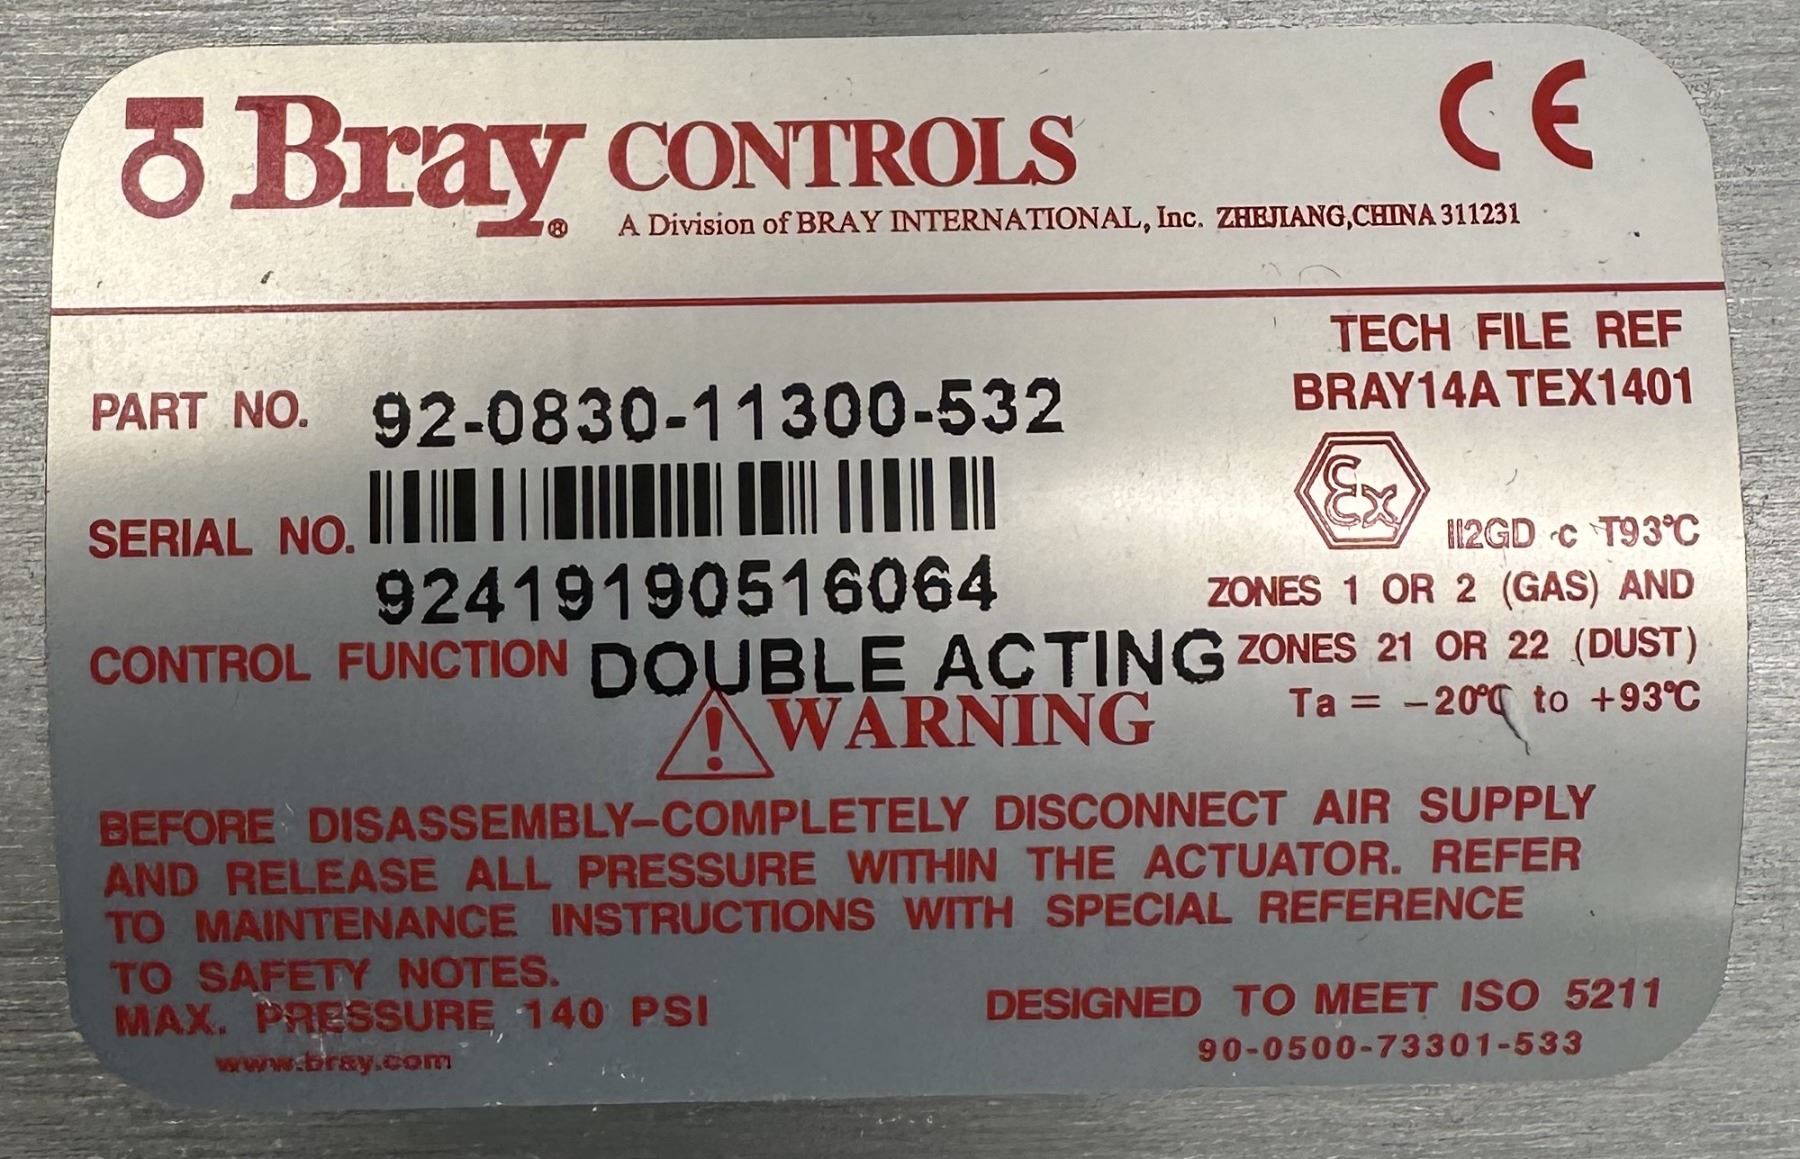 Bray® CONTROLS CE
A Division of BRAY INTERNATIONAL, Inc. ZHEJIANG,CHINA 311231
TECH FILE REF
BRAY14ATEX1401
PART NO. 92-0830-11300-532
Ex II2GD c T93°C
SERIAL NO.
92419190516064
ZONES 1 OR 2 (GAS) AND
CONTROL FUNCTION DOUBLE ACTING
ZONES 21 OR 22 (DUST)
Ta = -20°C to +93°C
! WARNING
BEFORE DISASSEMBLY-COMPLETELY DISCONNECT AIR SUPPLY
AND RELEASE ALL PRESSURE WITHIN THE ACTUATOR. REFER
TO MAINTENANCE INSTRUCTIONS WITH SPECIAL REFERENCE
TO SAFETY NOTES.
MAX. PRESSURE 140 PSI
DESIGNED TO MEET ISO 5211
www.bray.com
90-0500-73301-533